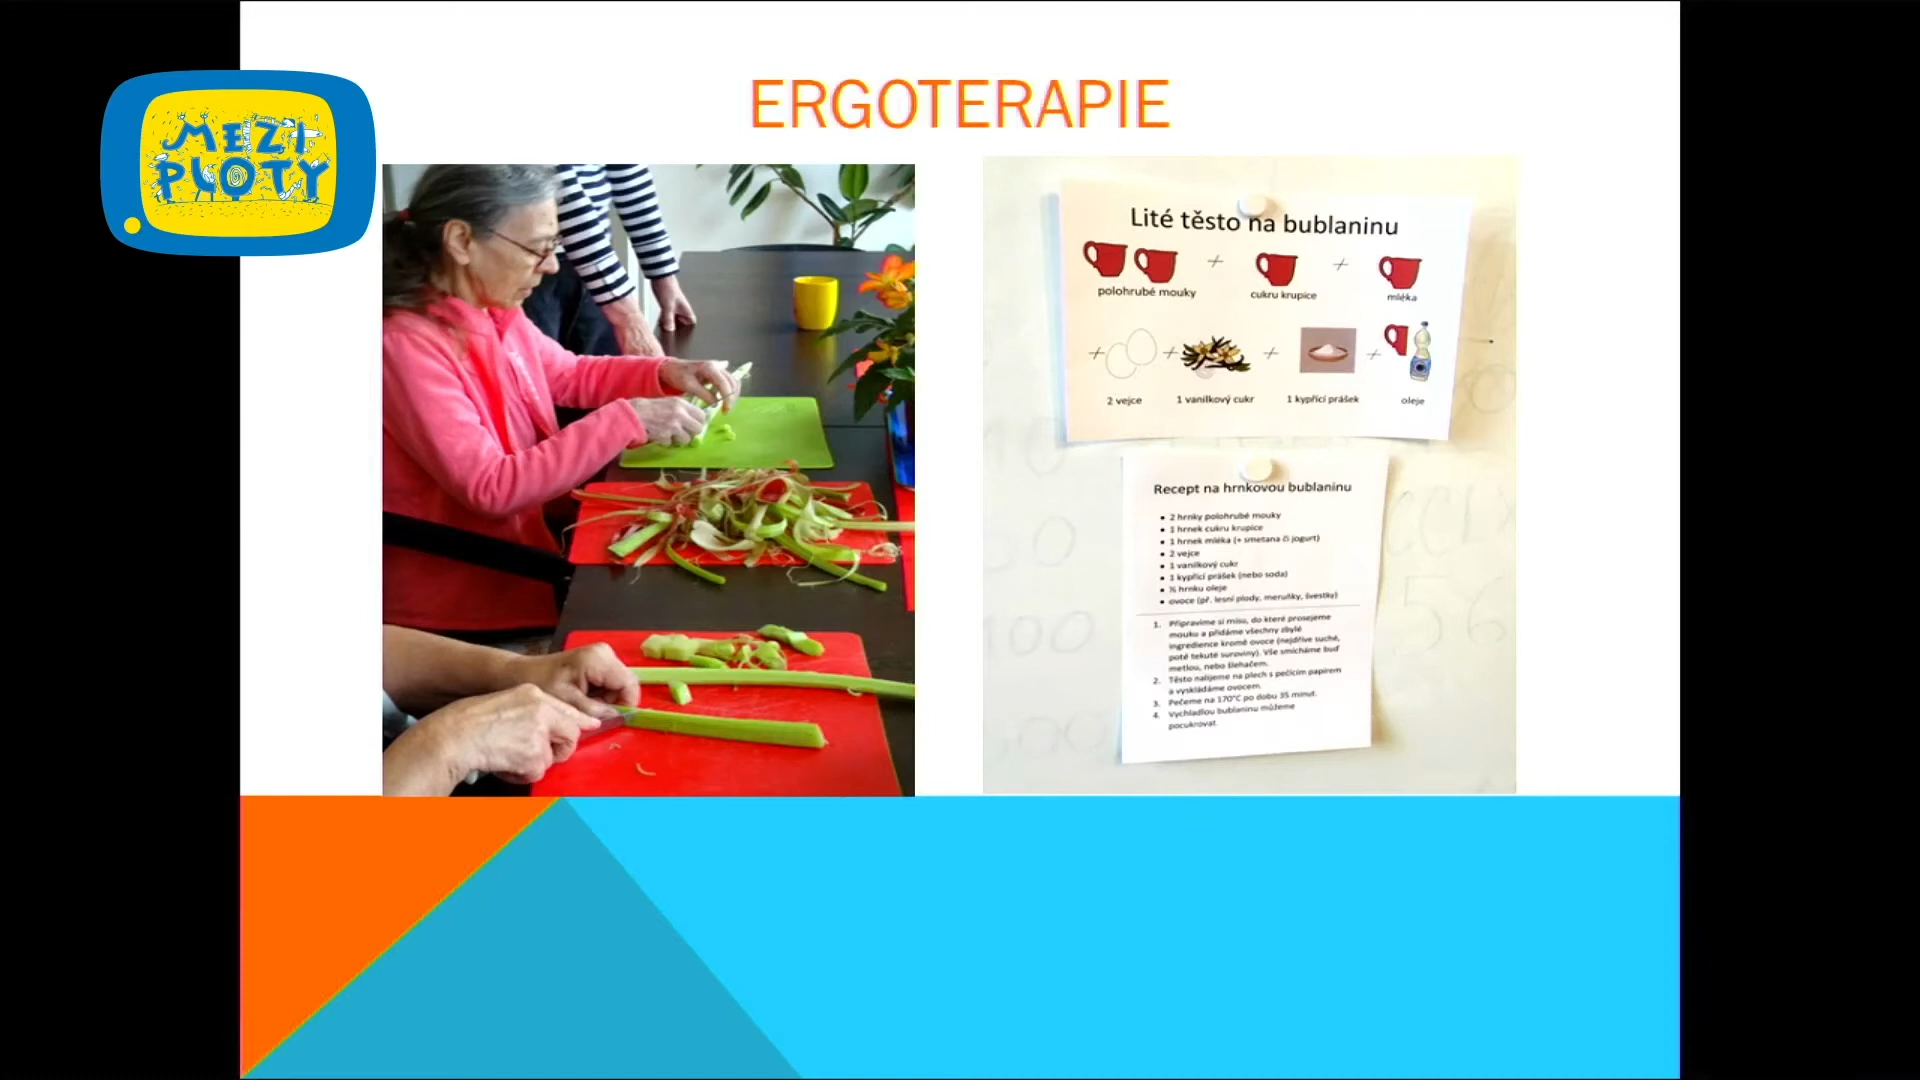 MEZI
PLOTY
ERGOTERAPIE
Lité těsto na bublaninu
polohrubé mouky
cukru krupice
mléka
2 vejce
1 vanilkový cukr
1 kypřící prášek
oleje
Recept na hrnkovou bublaninu
2 hrnky polohrubé mouky
1 hrnek cukru krupice
1 hrnek mléka (+ smetana či jogurt)
2 vejce
1 vanilkový cukr
1 kypřící prášek (nebo soda)
½ hrnku oleje
ovoce (př. lesní plody, meruňky, švestky)
1. Připravíme si mísu, do které prosejeme
mouku a přidáme všechny zbylé
ingredience kromě ovoce (nejdříve suché,
poté tekuté suroviny). Vše smícháme buď
metlou, nebo šlehačem.
2. Těsto nalijeme na plech s pečícím papírem
a vyskládáme ovocem.
3. Pečeme na 170°C po dobu 35 minut.
4. Vychladlou bublaninu můžeme
pocukrovat.